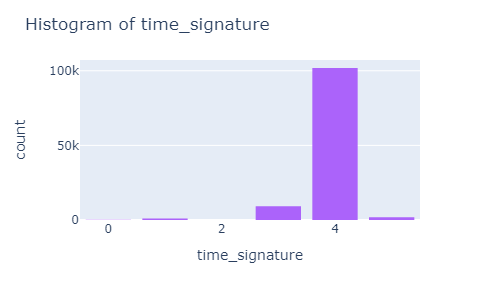 Histogram of time_signature
100k
50k
0
count
0 2 4
time_signature